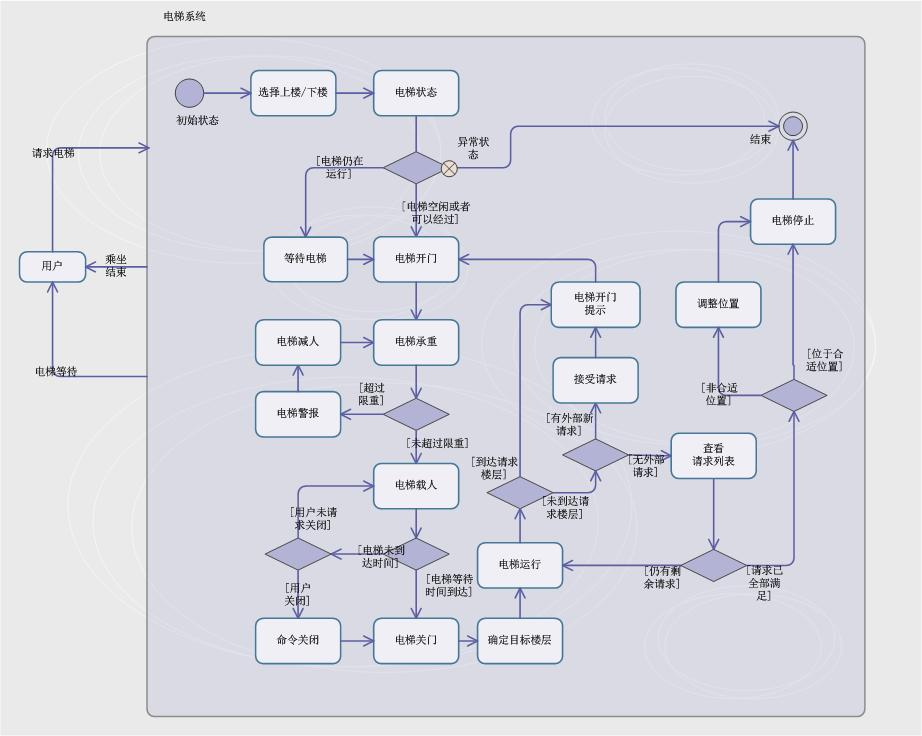 电梯系统
选择上楼/下楼
电梯状态
初始状态
异常状
态
结束
请求电梯
[电梯仍在
运行]
[电梯空闲或者
可以经过]
电梯停止
用户
乘坐
结束
等待电梯
电梯开门
电梯开门
提示
调整位置
电梯减人
电梯承重
电梯等待
接受请求
[位于合
适位置]
[非合适
位置]
电梯警报
[超过
限重]
[有外部新
请求]
[未超过限重]
查看
请求列表
[到达请求
楼层]
[无外部
请求]
电梯载人
[未到达请
求楼层]
[用户未请
求关闭]
[电梯未到
达时间]
电梯运行
[仍有剩
余请求]
[请求已
全部满
足]
[用户
关闭]
[电梯等待
时间到达]
命令关闭
电梯关门
确定目标楼层